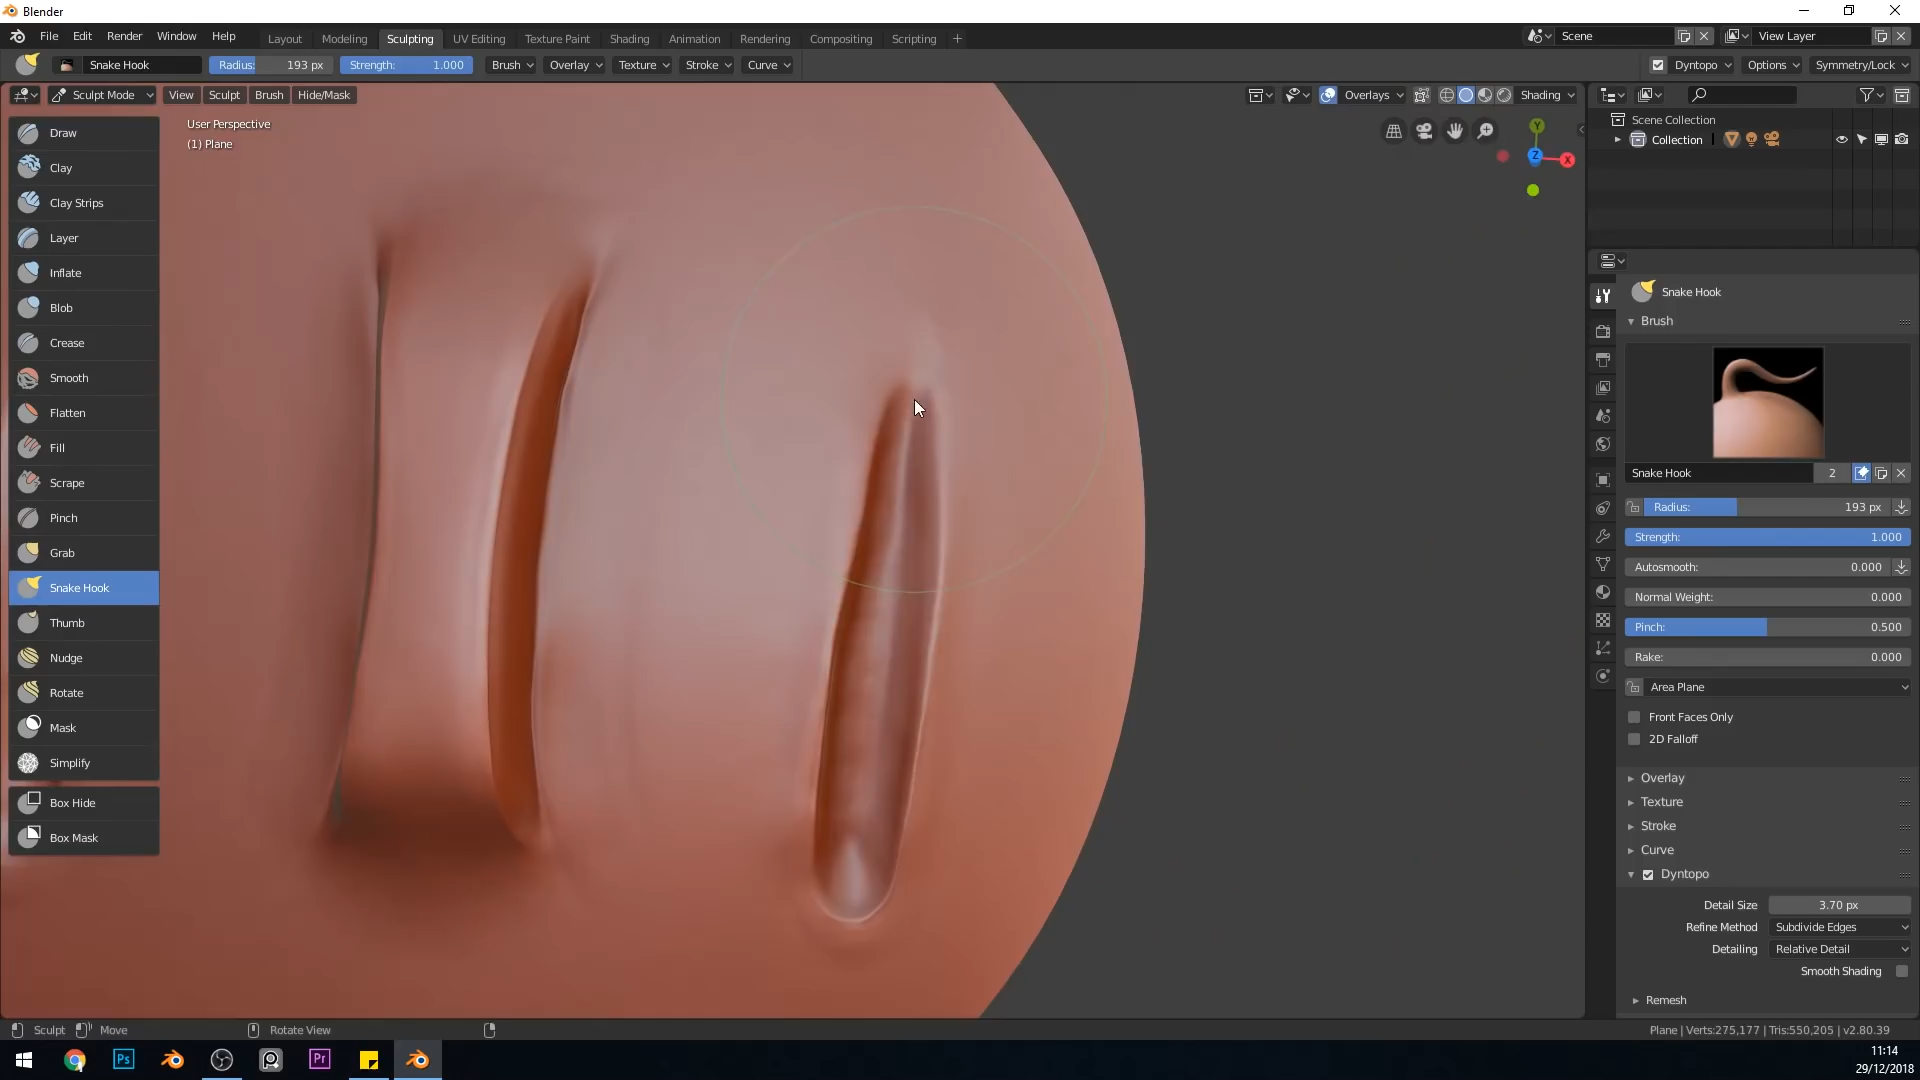 Blender
File Edit Render Window Help
Layout Modeling Sculpting UV Editing Texture Paint Shading Animation Rendering Compositing Scripting +
Scene View Layer
Snake Hook Radius: 193 px Strength: 1.000 Brush Overlay Texture Stroke Curve
Dyntopo Options Symmetry/Lock
Sculpt Mode View Sculpt Brush Hide/Mask
Overlays Shading
User Perspective
(1) Plane
Y
Z
X
Draw
Clay
Clay Strips
Layer
Inflate
Blob
Crease
Smooth
Flatten
Fill
Scrape
Pinch
Grab
Snake Hook
Thumb
Nudge
Rotate
Mask
Simplify
Box Hide
Box Mask
Scene Collection
Collection
Snake Hook
Brush
Snake Hook 2
Radius: 193 px
Strength: 1.000
Autosmooth: 0.000
Normal Weight: 0.000
Pinch: 0.500
Rake: 0.000
Area Plane
Front Faces Only
2D Falloff
Overlay
Texture
Stroke
Curve
Dyntopo
Detail Size 3.70 px
Refine Method Subdivide Edges
Detailing Relative Detail
Smooth Shading
Remesh
Sculpt Move Rotate View
Plane | Verts:275,177 | Tris:550,205 | v2.80.39
Ps Pr
11:14
29/12/2018